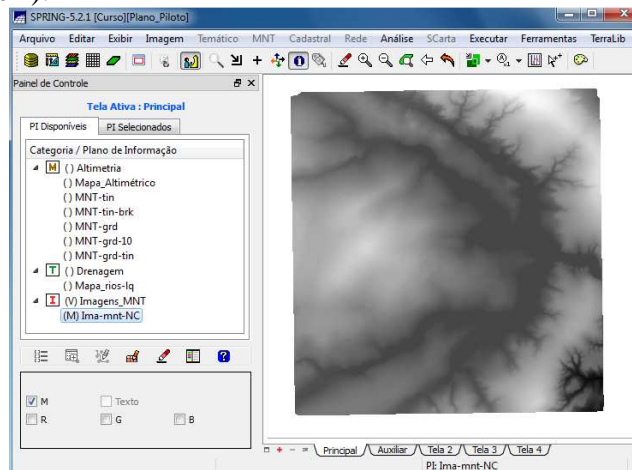 SPRING-5.2.1 [Curso][Plano_Piloto]
Arquivo Editar Exibir Imagem Temático MNT Cadastral Rede Análise SCarta Executar Ferramentas TerraLib
Painel de Controle
Tela Ativa : Principal
PI Disponíveis PI Selecionados
Categoria / Plano de Informação
M () Altimetria
() Mapa_Altimétrico
() MNT-tin
() MNT-tin-brk
() MNT-grd
() MNT-grd-10
() MNT-grd-tin
T () Drenagem
() Mapa_rios-lq
I (V) Imagens_MNT
(M) Ima-mnt-NC
M Texto
R G B
Principal Auxiliar Tela 2 Tela 3 Tela 4
PI: Ima-mnt-NC